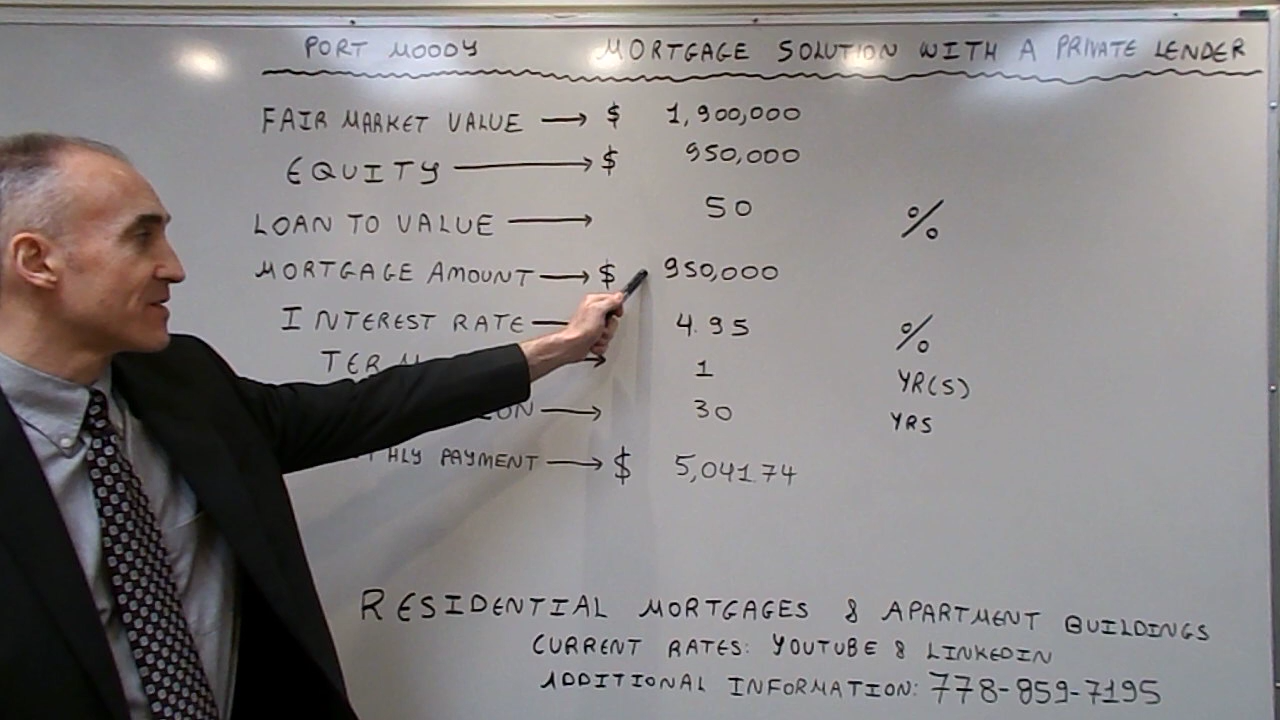 PORT MOODY MORTGAGE SOLUTION WITH A PRIVATE LENDER
FAIR MARKET VALUE → $ 1,900,000
EQUITY → $ 950,000
LOAN TO VALUE → 50 %
MORTGAGE AMOUNT → $ 950,000
INTEREST RATE → 4.95 %
TERM → 1 YR(S)
30 YRS
PAYMENT → $ 5,041.74
RESIDENTIAL MORTGAGES & APARTMENT BUILDINGS
CURRENT RATES: YOUTUBE & LINKEDIN
ADDITIONAL INFORMATION: 778-859-7195